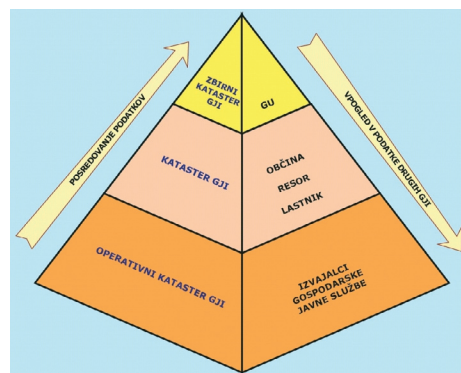 ZBIRNI
KATASTER
GJI
GU
POSREDOVANJE PODATKOV
VPOGLED V PODATKE DRUGIH GJI
KATASTER GJI
OBČINA
RESOR
LASTNIK
OPERATIVNI KATASTER GJI
IZVAJALCI
GOSPODARSKE
JAVNE SLUŽBE